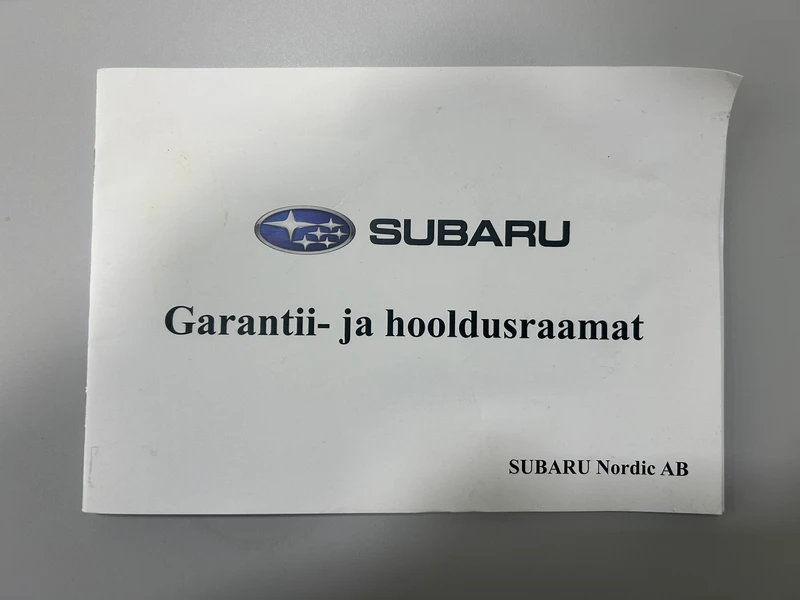 SUBARU
Garantii- ja hooldusraamat
SUBARU Nordic AB